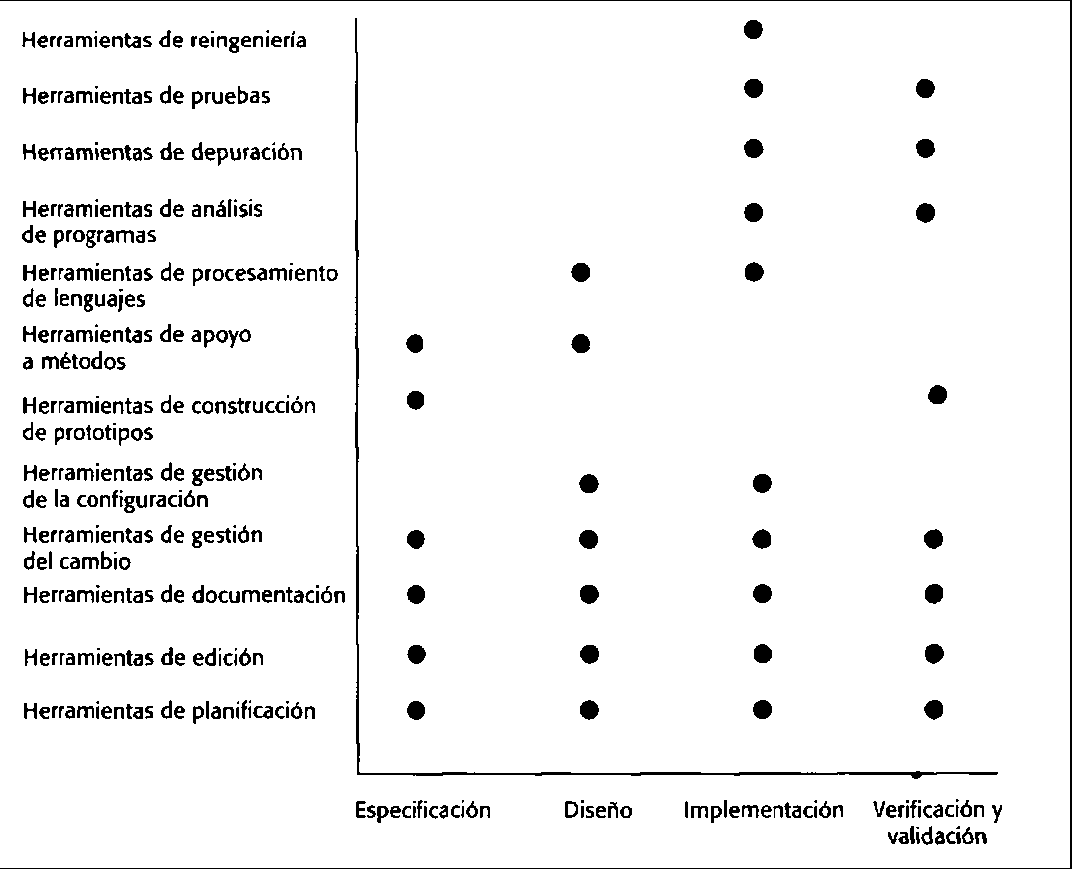 Herramientas de reingeniería
Herramientas de pruebas
Herramientas de depuración
Herramientas de análisis
de programas
Herramientas de procesamiento
de lenguajes
Herramientas de apoyo
a métodos
Herramientas de construcción
de prototipos
Herramientas de gestión
de la configuración
Herramientas de gestión
del cambio
Herramientas de documentación
Herramientas de edición
Herramientas de planificación
Especificación
Diseño
Implementación
Verificación y
validación